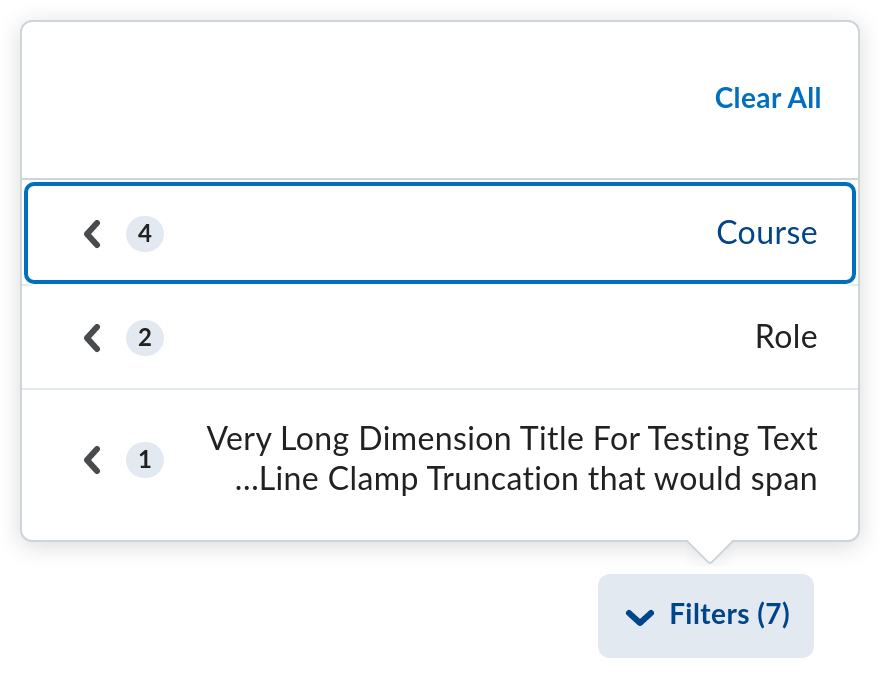 Clear All
Course
4
Role
2
Very Long Dimension Title For Testing Text
Line Clamp Truncation that would span...
1
Filters (7)